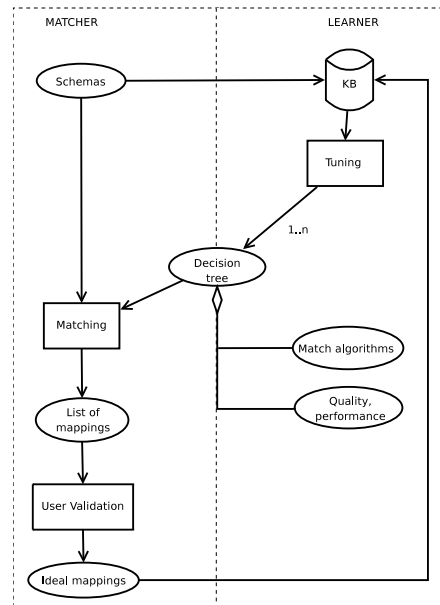 MATCHER
LEARNER
Schemas
KB
Tuning
1..n
Decision
tree
Matching
Match algorithms
List of
mappings
Quality,
performance
User Validation
Ideal mappings